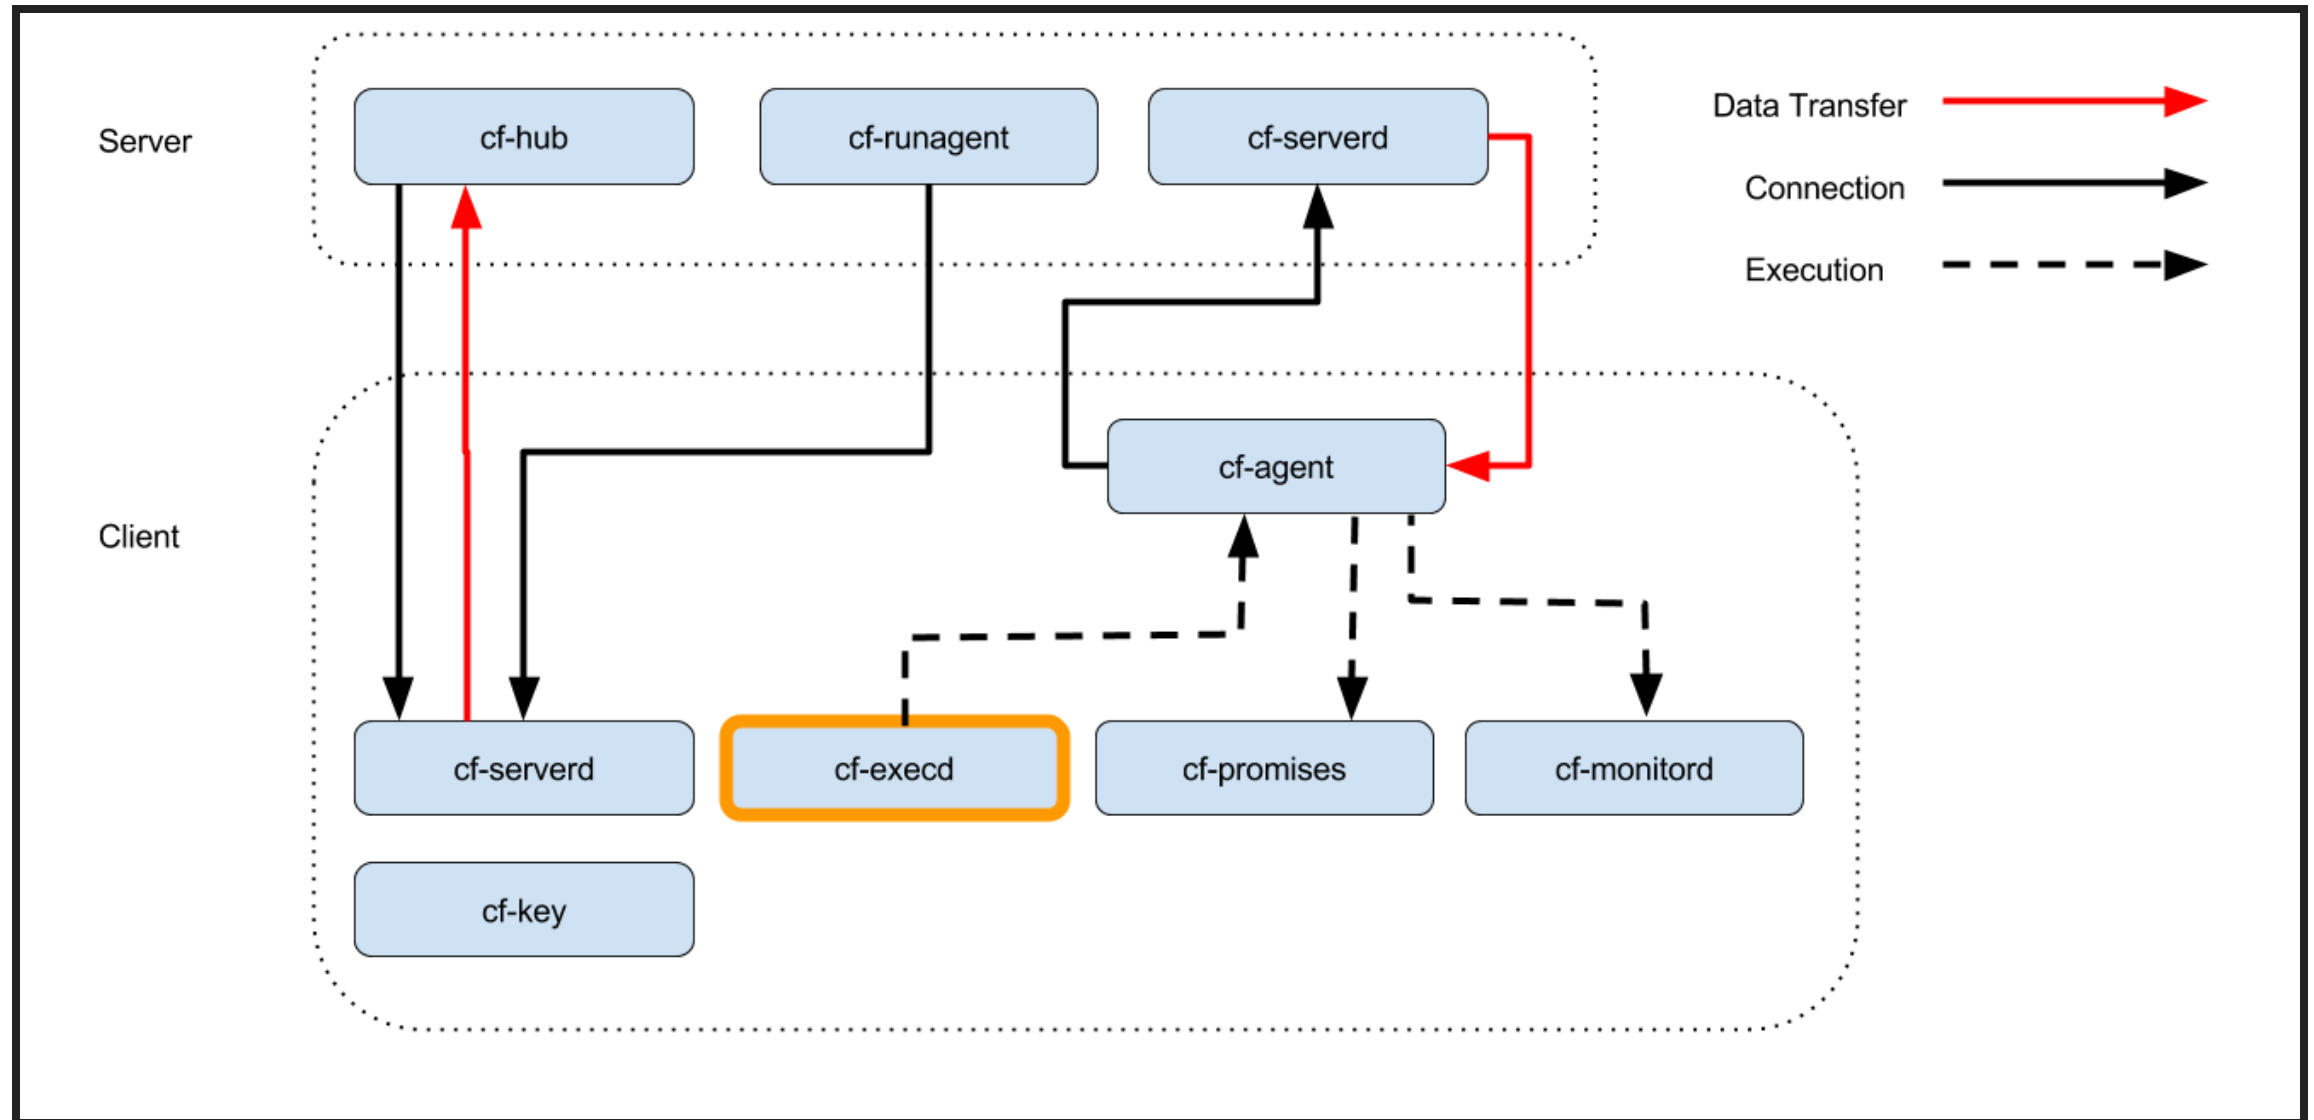 Server
cf-hub
cf-runagent
cf-serverd
Data Transfer
Connection
Execution
Client
cf-agent
cf-serverd
cf-execd
cf-promises
cf-monitord
cf-key